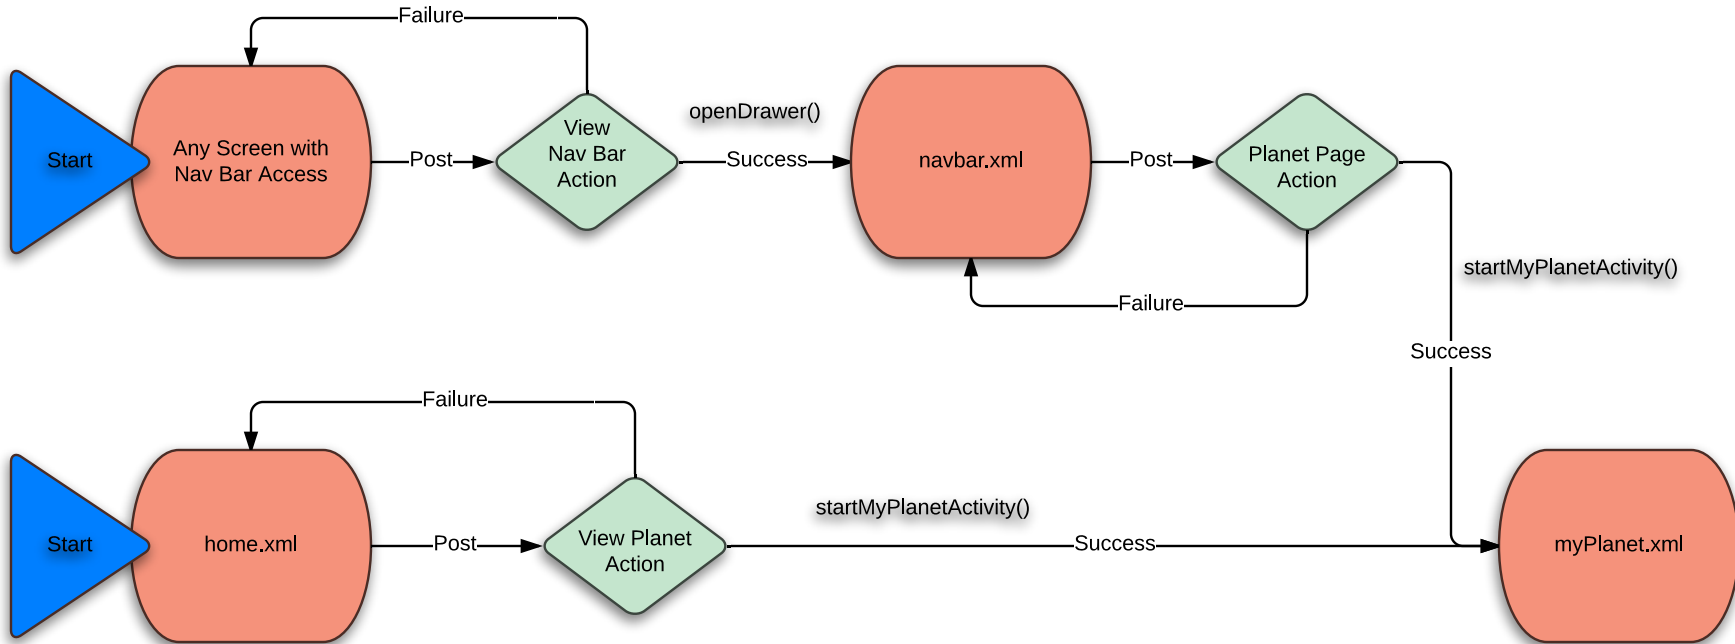 Failure
Start
Any Screen with
Nav Bar Access
Post
View
Nav Bar
Action
openDrawer()
Success
navbar.xml
Post
Planet Page
Action
Failure
startMyPlanetActivity()
Success
Failure
Start
home.xml
Post
View Planet
Action
startMyPlanetActivity()
Success
myPlanet.xml